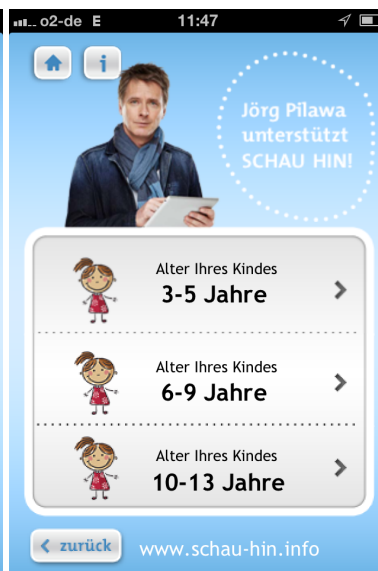 o2-de E 11:47
i
Jörg Pilawa
unterstützt
SCHAU HIN!
Alter Ihres Kindes
3-5 Jahre
Alter Ihres Kindes
6-9 Jahre
Alter Ihres Kindes
10-13 Jahre
zurück
www.schau-hin.info